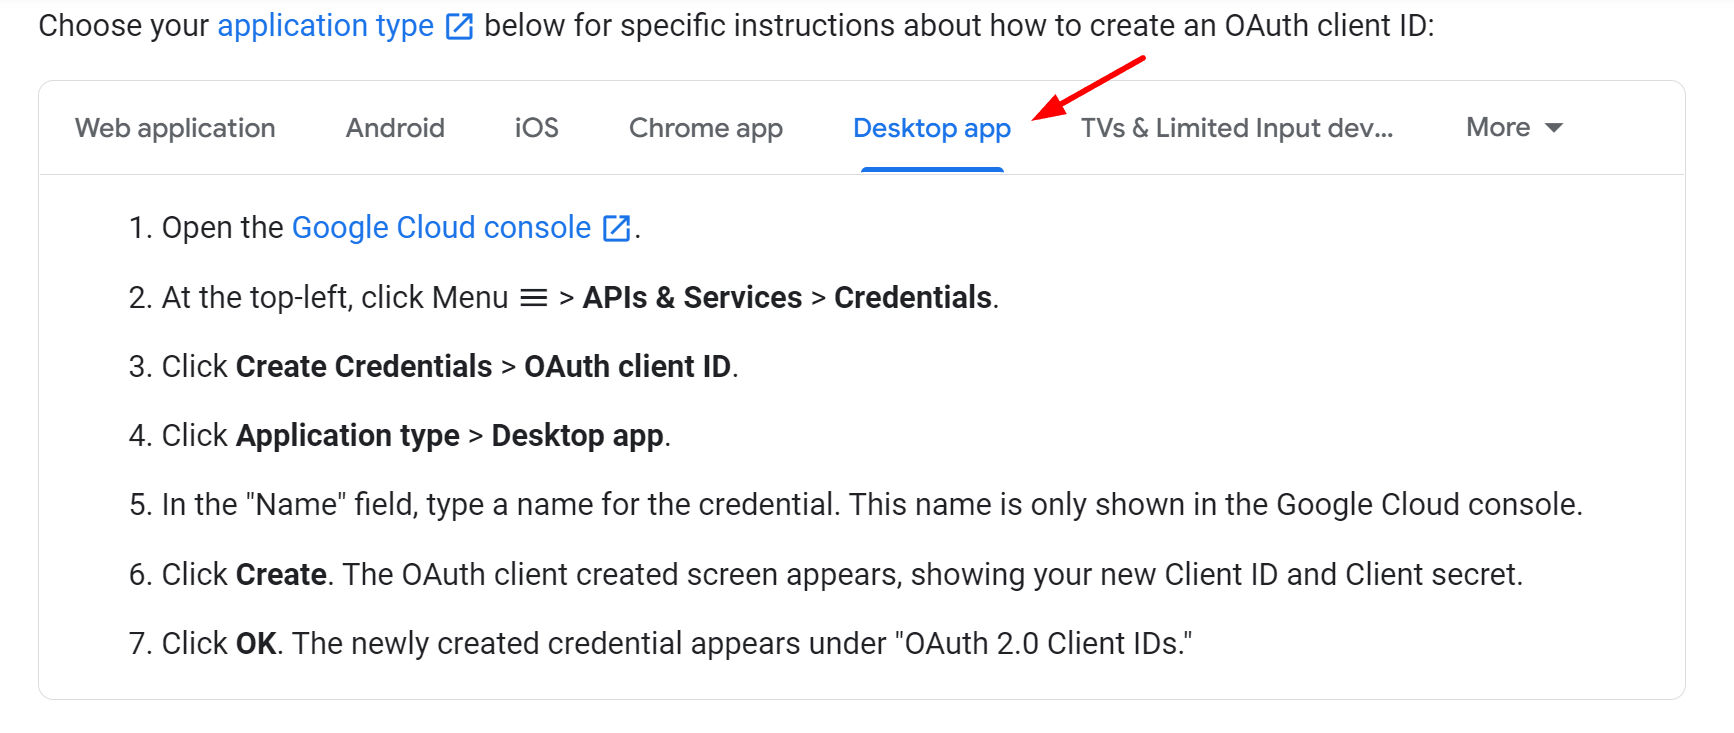 Choose your application type below for specific instructions about how to create an OAuth client ID:
Web application Android iOS Chrome app Desktop app TVs & Limited Input dev... More
1. Open the Google Cloud console.
2. At the top-left, click Menu > APIs & Services > Credentials.
3. Click Create Credentials > OAuth client ID.
4. Click Application type > Desktop app.
5. In the "Name" field, type a name for the credential. This name is only shown in the Google Cloud console.
6. Click Create. The OAuth client created screen appears, showing your new Client ID and Client secret.
7. Click OK. The newly created credential appears under "OAuth 2.0 Client IDs."